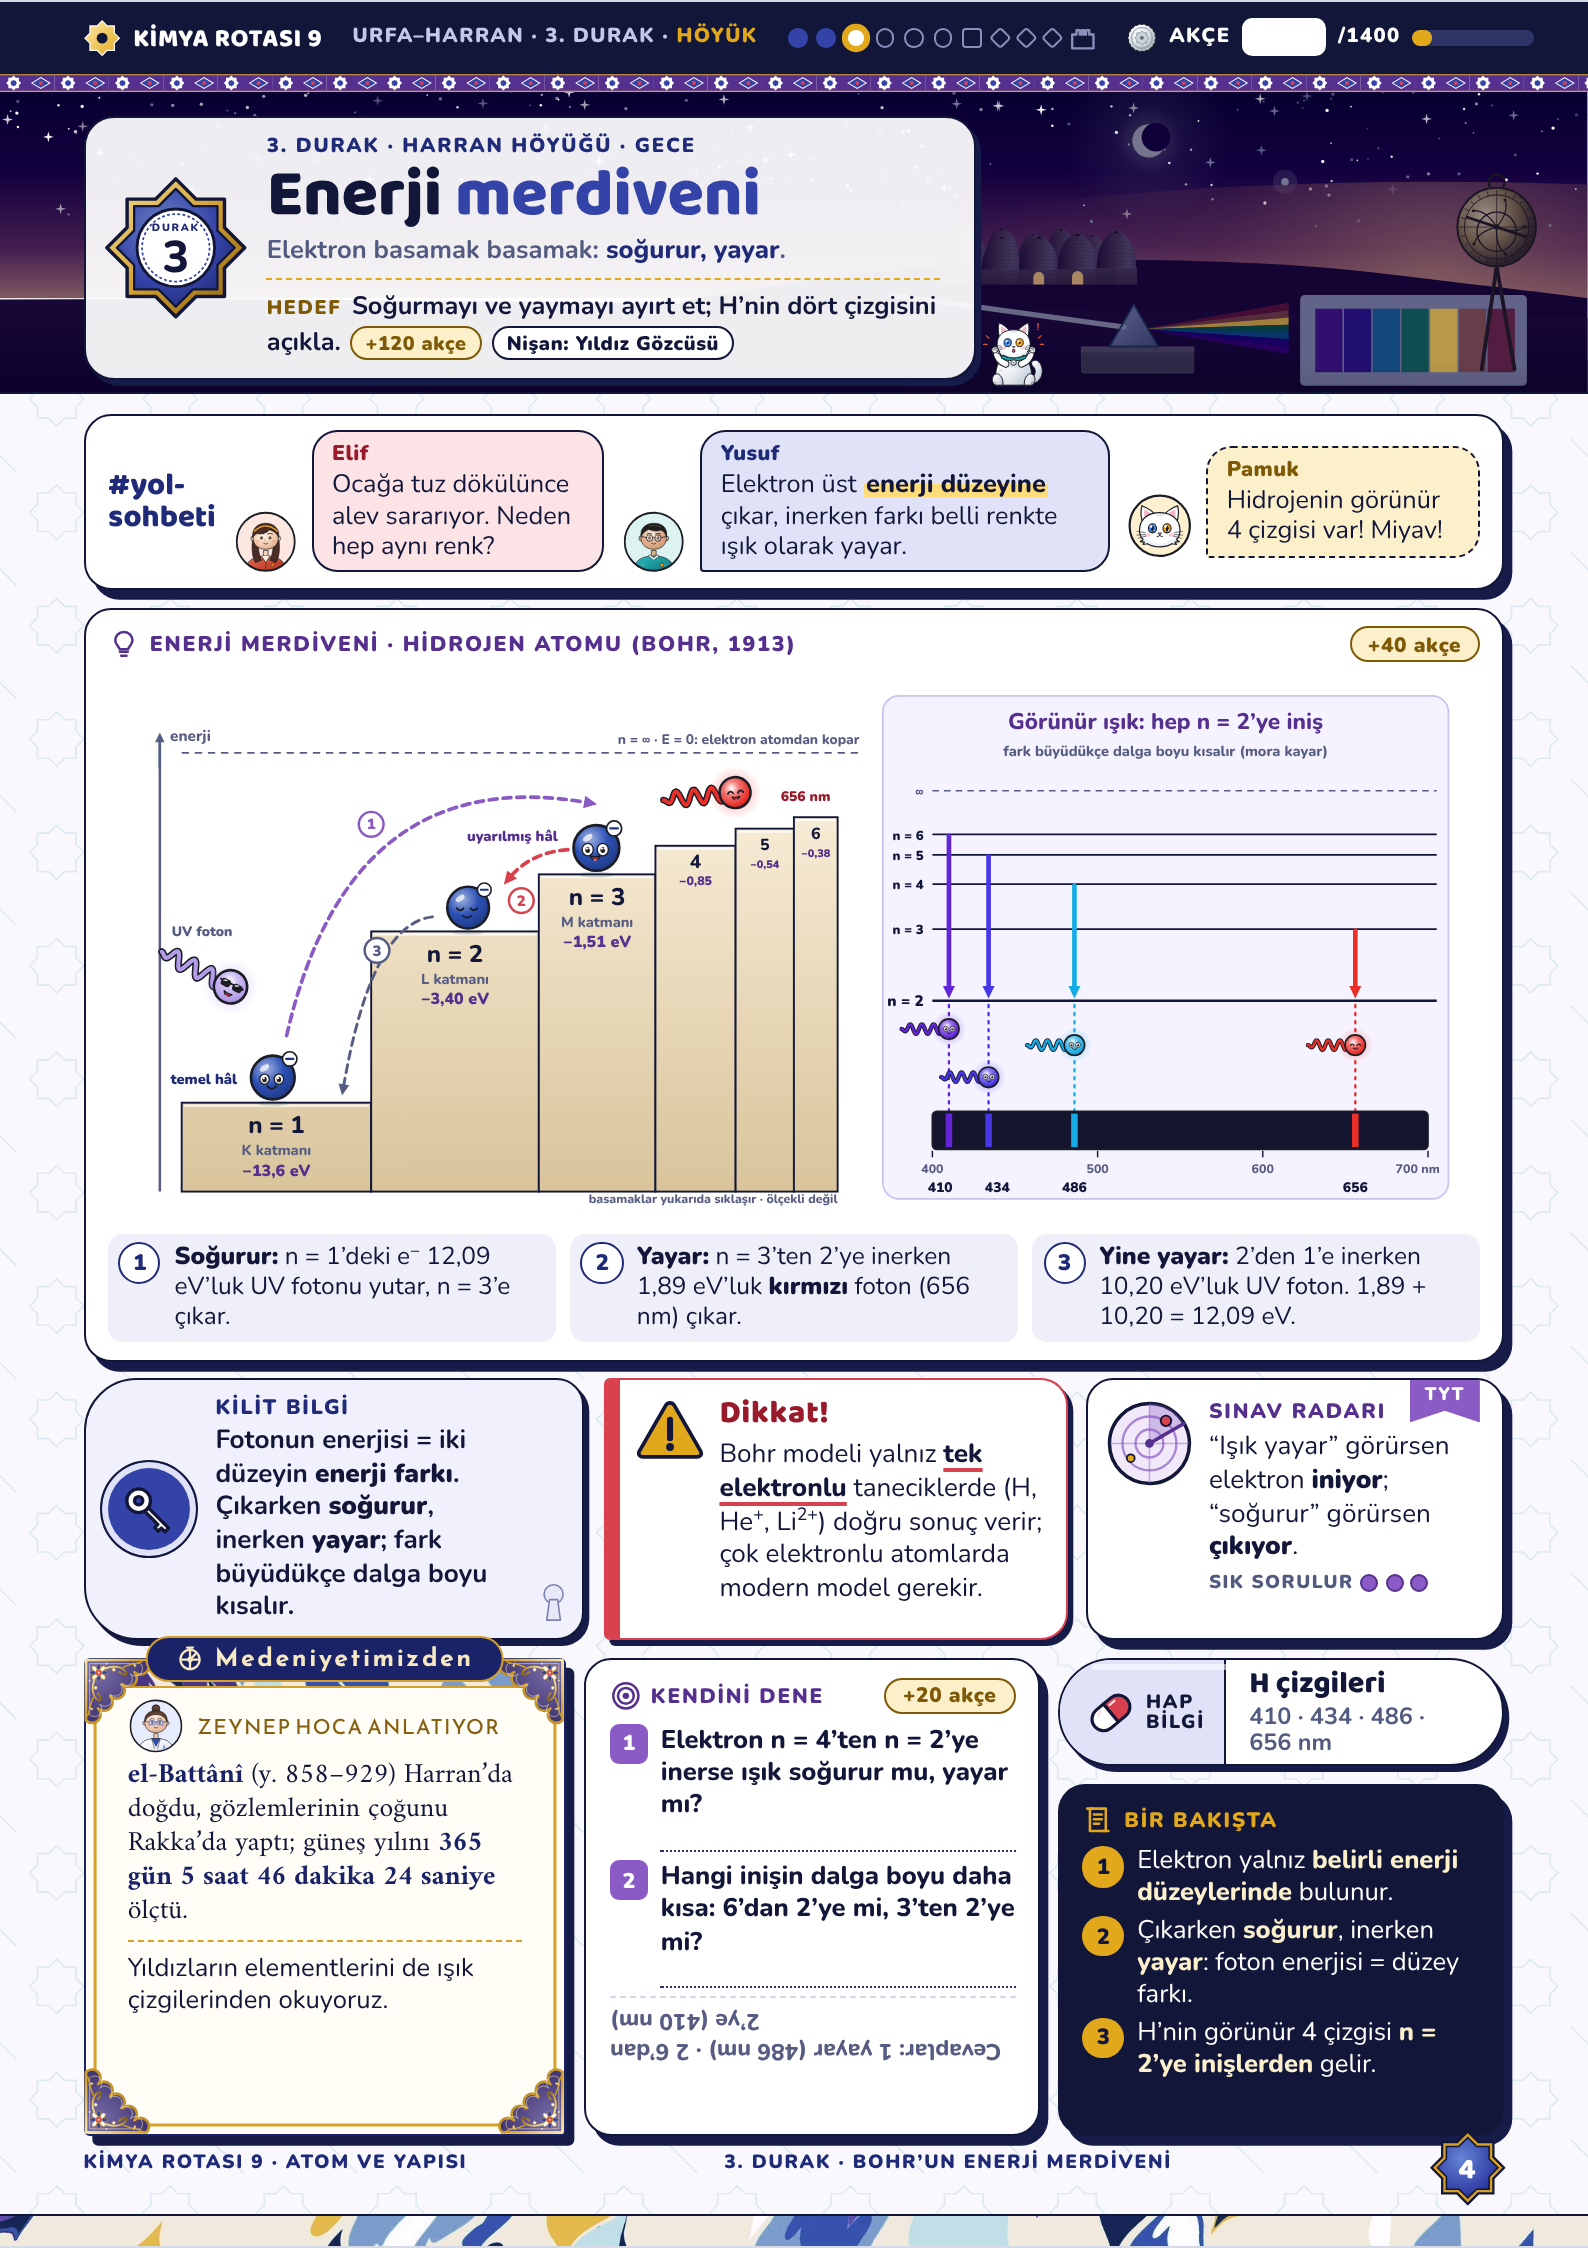 KİMYA ROTASI 9
URFA–HARRAN · 3. DURAK · HÖYÜK
AKÇE
/1400
3. DURAK · HARRAN HÖYÜĞÜ · GECE
DURAK
3
Enerji merdiveni
Elektron basamak basamak: soğurur, yayar.
HEDEF Soğurmayı ve yaymayı ayırt et; H’nin dört çizgisini
açıkla. +120 akçe Nişan: Yıldız Gözcüsü
#yol-
sohbeti
Elif
Ocağa tuz dökülünce
alev sararıyor. Neden
hep aynı renk?
Yusuf
Elektron üst enerji düzeyine
çıkar, inerken farkı belli renkte
ışık olarak yayar.
Pamuk
Hidrojenin görünür
4 çizgisi var! Miyav!
ENERJİ MERDİVENİ · HİDROJEN ATOMU (BOHR, 1913)
+40 akçe
enerji
n = ∞ · E = 0: elektron atomdan kopar
656 nm
1
uyarılmış hâl
2
3
UV foton
temel hâl
n = 1
K katmanı
−13,6 eV
n = 2
L katmanı
−3,40 eV
n = 3
M katmanı
−1,51 eV
4
−0,85
5
−0,54
6
−0,38
basamaklar yukarıda sıklaşır · ölçekli değil
Görünür ışık: hep n = 2’ye iniş
fark büyüdükçe dalga boyu kısalır (mora kayar)
∞
n = 6
n = 5
n = 4
n = 3
n = 2
400 500 600 700 nm
410 434 486 656
1 Soğurur: n = 1’deki e⁻ 12,09
eV’luk UV fotonu yutar, n = 3’e
çıkar.
2 Yayar: n = 3’ten 2’ye inerken
1,89 eV’luk kırmızı foton (656
nm) çıkar.
3 Yine yayar: 2’den 1’e inerken
10,20 eV’luk UV foton. 1,89 +
10,20 = 12,09 eV.
KİLİT BİLGİ
Fotonun enerjisi = iki
düzeyin enerji farkı.
Çıkarken soğurur,
inerken yayar; fark
büyüdükçe dalga boyu
kısalır.
Dikkat!
Bohr modeli yalnız tek
elektronlu taneciklerde (H,
He⁺, Li²⁺) doğru sonuç verir;
çok elektronlu atomlarda
modern model gerekir.
TYT
SINAV RADARI
“Işık yayar” görürsen
elektron iniyor;
“soğurur” görürsen
çıkıyor.
SIK SORULUR
Medeniyetimizden
ZEYNEP HOCA ANLATIYOR
el-Battânî (y. 858–929) Harran’da
doğdu, gözlemlerinin çoğunu
Rakka’da yaptı; güneş yılını 365
gün 5 saat 46 dakika 24 saniye
ölçtü.
Yıldızların elementlerini de ışık
çizgilerinden okuyoruz.
KENDİNİ DENE
+20 akçe
1 Elektron n = 4’ten n = 2’ye
inerse ışık soğurur mu, yayar
mı?
2 Hangi inişin dalga boyu daha
kısa: 6’dan 2’ye mi, 3’ten 2’ye
mi?
Cevaplar: 1 yayar (486 nm) · 2 6’dan
2’ye (410 nm)
HAP
BİLGİ
H çizgileri
410 · 434 · 486 ·
656 nm
BİR BAKIŞTA
1 Elektron yalnız belirli enerji
düzeylerinde bulunur.
2 Çıkarken soğurur, inerken
yayar: foton enerjisi = düzey
farkı.
3 H’nin görünür 4 çizgisi n =
2’ye inişlerden gelir.
KİMYA ROTASI 9 · ATOM VE YAPISI
3. DURAK · BOHR’UN ENERJİ MERDİVENİ
4